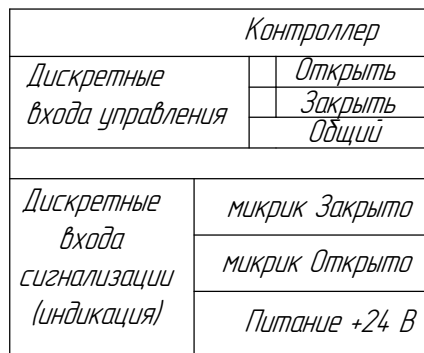 Контроллер
Дискретные
входа управления
Открыть
Закрыть
Общий
Дискретные
входа
сигнализации
(индикация)
микрик Закрыто
микрик Открыто
Питание +24 В